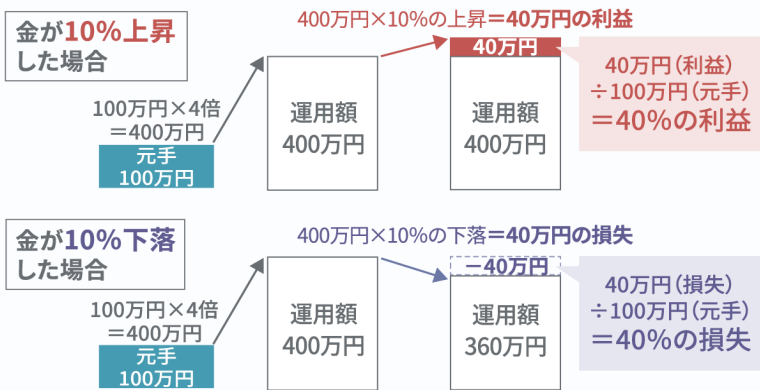 金が10%上昇
した場合
400万円×10%の上昇=40万円の利益
100万円×4倍
=400万円
元手
100万円
運用額
400万円
40万円
運用額
400万円
40万円(利益)
÷100万円(元手)
=40%の利益
金が10%下落
した場合
400万円×10%の下落=40万円の損失
100万円×4倍
=400万円
元手
100万円
運用額
400万円
-40万円
運用額
360万円
40万円(損失)
÷100万円(元手)
=40%の損失